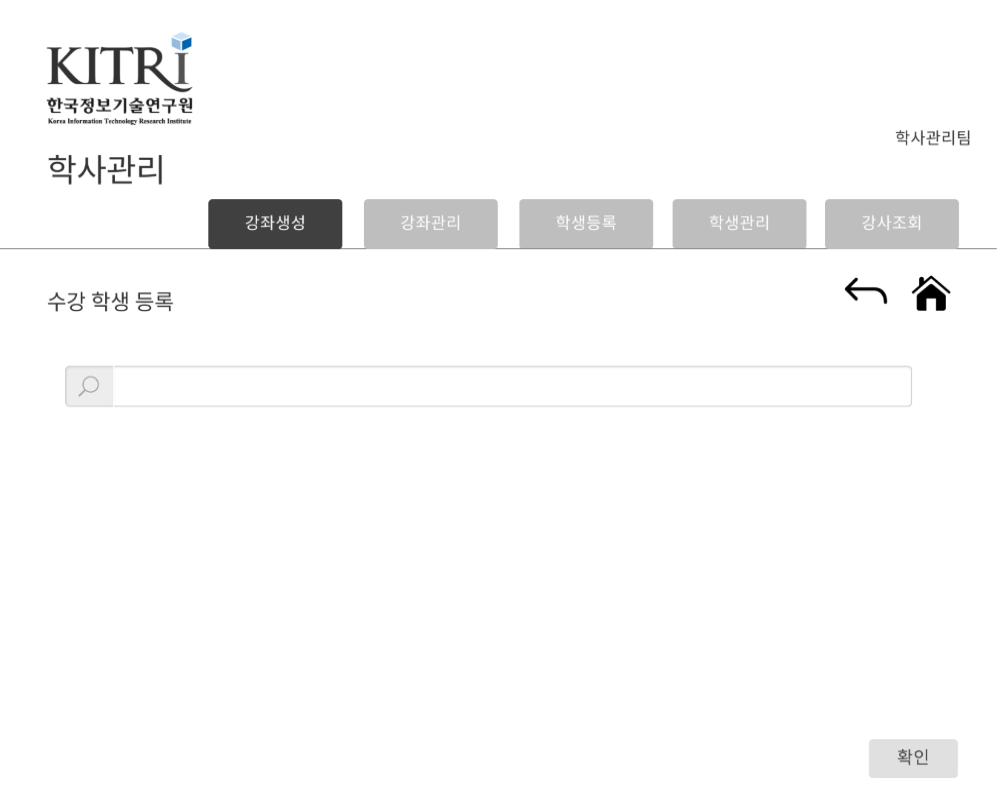 KITRi
한국정보기술연구원
Korea Information Technology Research Institute
학사관리팀
학사관리
강좌생성 강좌관리 학생등록 학생관리 강사조회
수강 학생 등록
확인